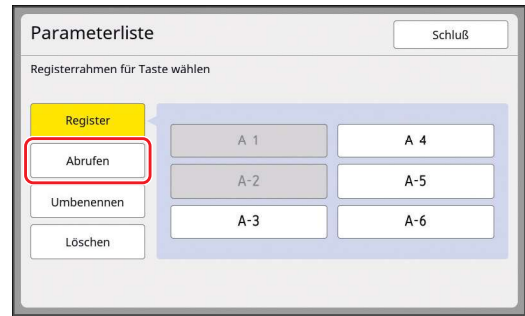 Parameterliste
Schluß
Registerrahmen für Taste wählen
Register
Abrufen
Umbenennen
Löschen
A 1
A-2
A-3
A 4
A-5
A-6